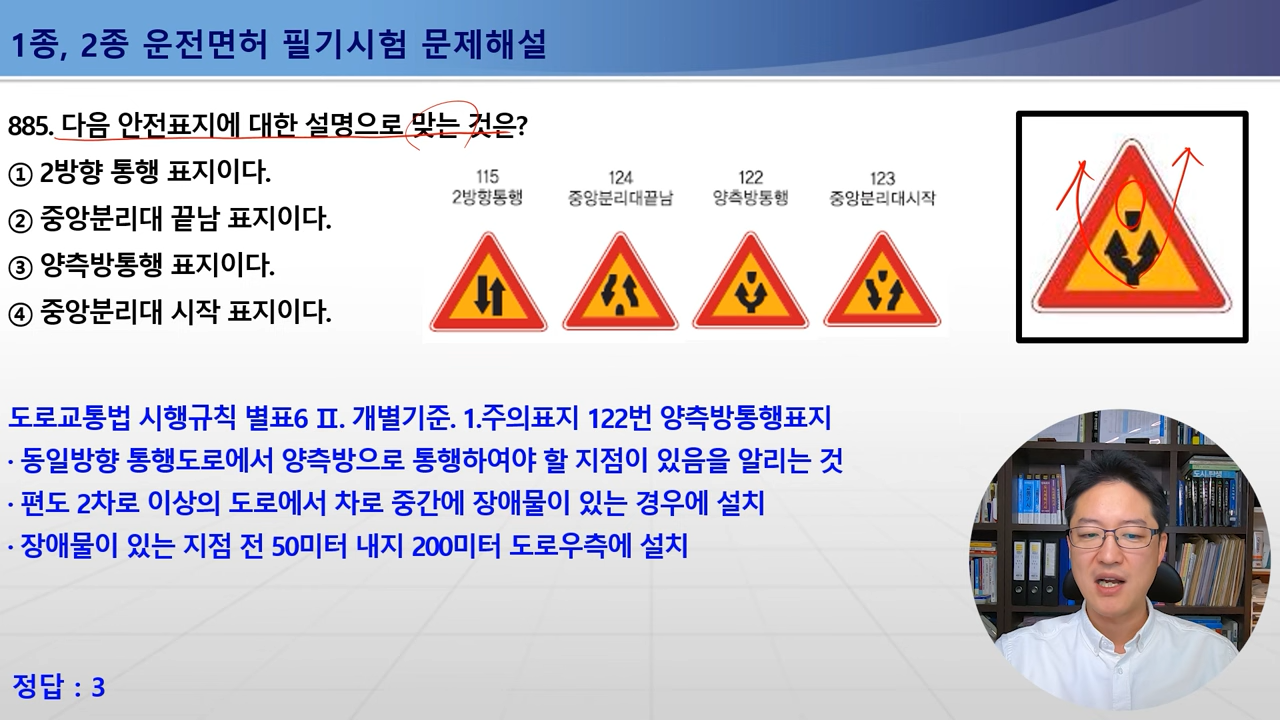 1종, 2종 운전면허 필기시험 문제해설
885. 다음 안전표지에 대한 설명으로 맞는 것은?
① 2방향 통행 표지이다.
② 중앙분리대 끝남 표지이다.
③ 양측방통행 표지이다.
④ 중앙분리대 시작 표지이다.
115
2방향통행
124
중앙분리대끝남
122
양측방통행
123
중앙분리대시작
도로교통법 시행규칙 별표6 Ⅱ. 개별기준. 1.주의표지 122번 양측방통행표지
· 동일방향 통행도로에서 양측방으로 통행하여야 할 지점이 있음을 알리는 것
· 편도 2차로 이상의 도로에서 차로 중간에 장애물이 있는 경우에 설치
· 장애물이 있는 지점 전 50미터 내지 200미터 도로우측에 설치
정답 : 3